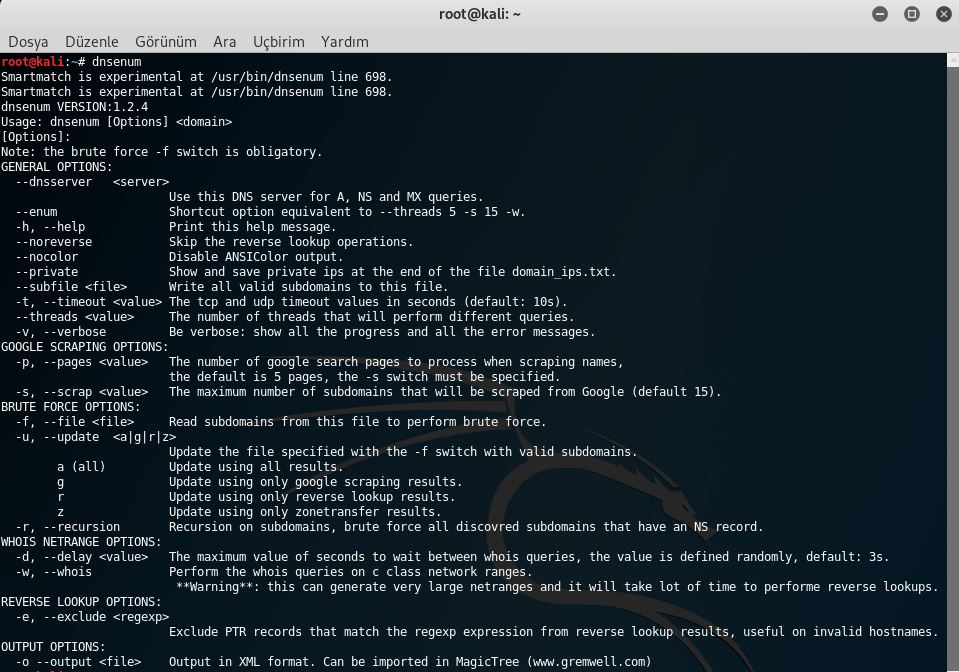 root@kali: ~
Dosya Düzenle Görünüm Ara Uçbirim Yardım
root@kali:~# dnsenum
Smartmatch is experimental at /usr/bin/dnsenum line 698.
Smartmatch is experimental at /usr/bin/dnsenum line 698.
dnsenum VERSION:1.2.4
Usage: dnsenum [Options] <domain>
[Options]:
Note: the brute force -f switch is obligatory.
GENERAL OPTIONS:
  --dnsserver   <server>
                        Use this DNS server for A, NS and MX queries.
  --enum                Shortcut option equivalent to --threads 5 -s 15 -w.
  -h, --help            Print this help message.
  --noreverse           Skip the reverse lookup operations.
  --nocolor             Disable ANSIColor output.
  --private             Show and save private ips at the end of the file domain_ips.txt.
  --subfile <file>      Write all valid subdomains to this file.
  -t, --timeout <value> The tcp and udp timeout values in seconds (default: 10s).
  --threads <value>     The number of threads that will perform different queries.
  -v, --verbose         Be verbose: show all the progress and all the error messages.
GOOGLE SCRAPING OPTIONS:
  -p, --pages <value>   The number of google search pages to process when scraping names,
                        the default is 5 pages, the -s switch must be specified.
  -s, --scrap <value>   The maximum number of subdomains that will be scraped from Google (default 15).
BRUTE FORCE OPTIONS:
  -f, --file <file>     Read subdomains from this file to perform brute force.
  -u, --update  <a|g|r|z>
                        Update the file specified with the -f switch with valid subdomains.
        a (all)         Update using all results.
        g               Update using only google scraping results.
        r               Update using only reverse lookup results.
        z               Update using only zonetransfer results.
  -r, --recursion       Recursion on subdomains, brute force all discovred subdomains that have an NS record.
WHOIS NETRANGE OPTIONS:
  -d, --delay <value>   The maximum value of seconds to wait between whois queries, the value is defined randomly, default: 3s.
  -w, --whois           Perform the whois queries on c class network ranges.
                         **Warning**: this can generate very large netranges and it will take lot of time to performe reverse lookups.
REVERSE LOOKUP OPTIONS:
  -e, --exclude <regexp>
                        Exclude PTR records that match the regexp expression from reverse lookup results, useful on invalid hostnames.
OUTPUT OPTIONS:
  -o --output <file>    Output in XML format. Can be imported in MagicTree (www.gremwell.com)